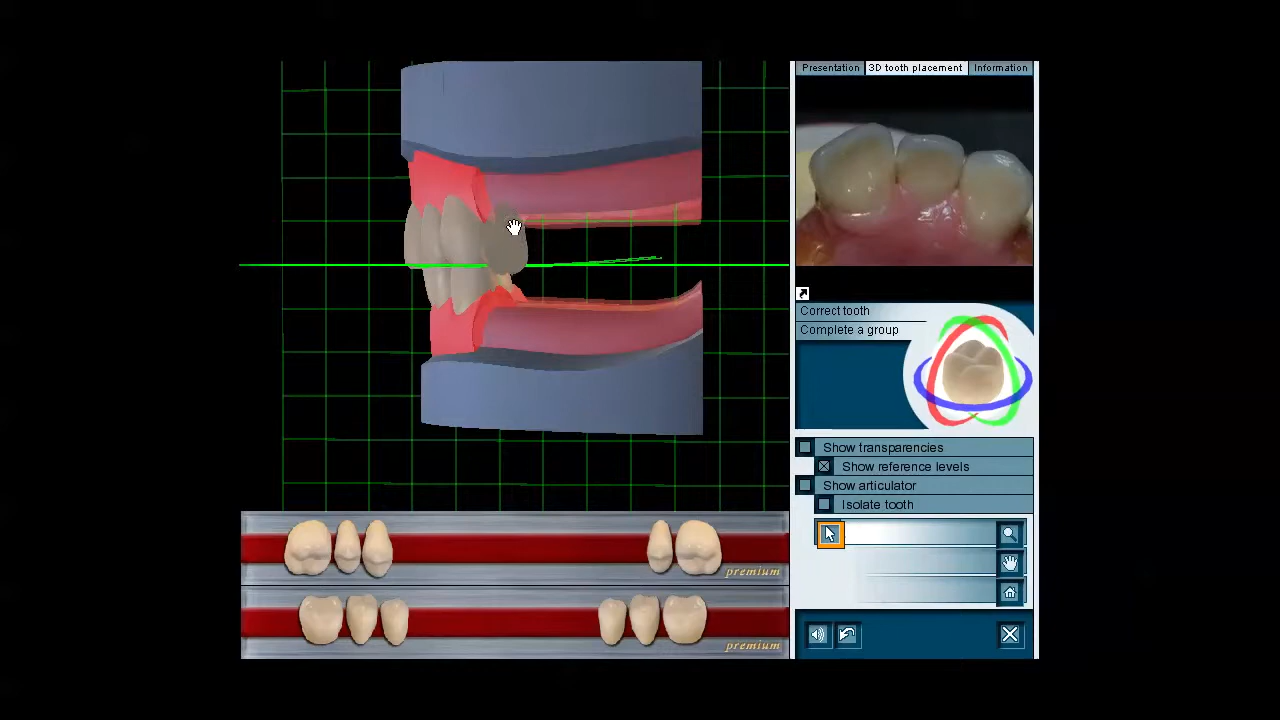 Presentation
3D tooth placement
Information
Correct tooth
Complete a group
Show transparencies
Show reference levels
Show articulator
Isolate tooth
premium
premium